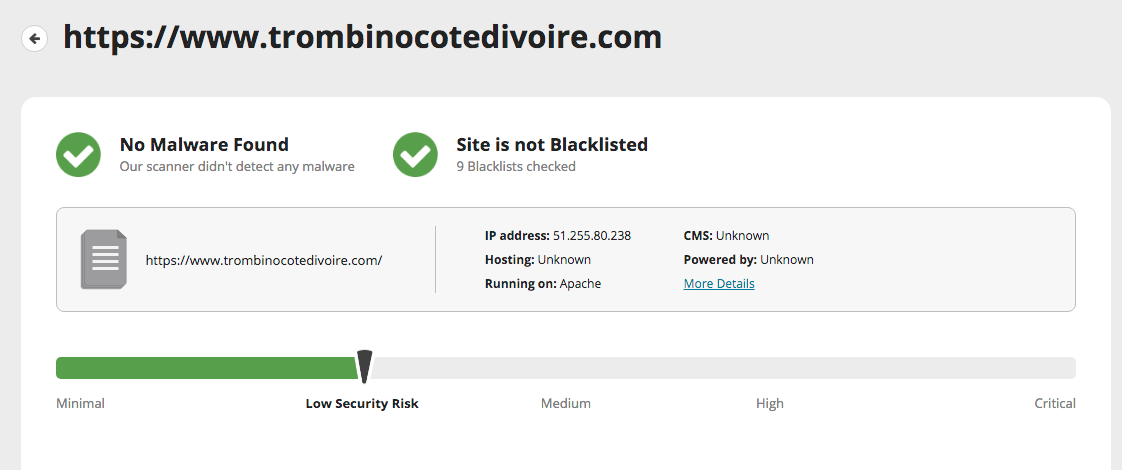 https://www.trombinocotedivoire.com
No Malware Found
Our scanner didn't detect any malware
Site is not Blacklisted
9 Blacklists checked
https://www.trombinocotedivoire.com/
IP address: 51.255.80.238
Hosting: Unknown
Running on: Apache
CMS: Unknown
Powered by: Unknown
More Details
Minimal
Low Security Risk
Medium
High
Critical